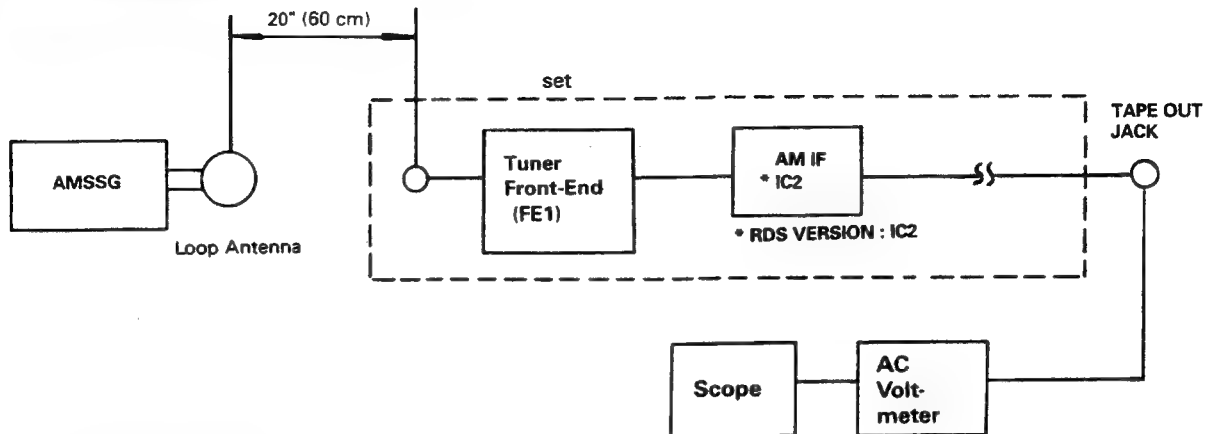 20" (60 cm)
set
TAPE OUT
JACK
AMSSG
Tuner
Front-End
(FE1)
AM IF
* IC2
Loop Antenna
* RDS VERSION : IC2
Scope
AC
Volt-
meter